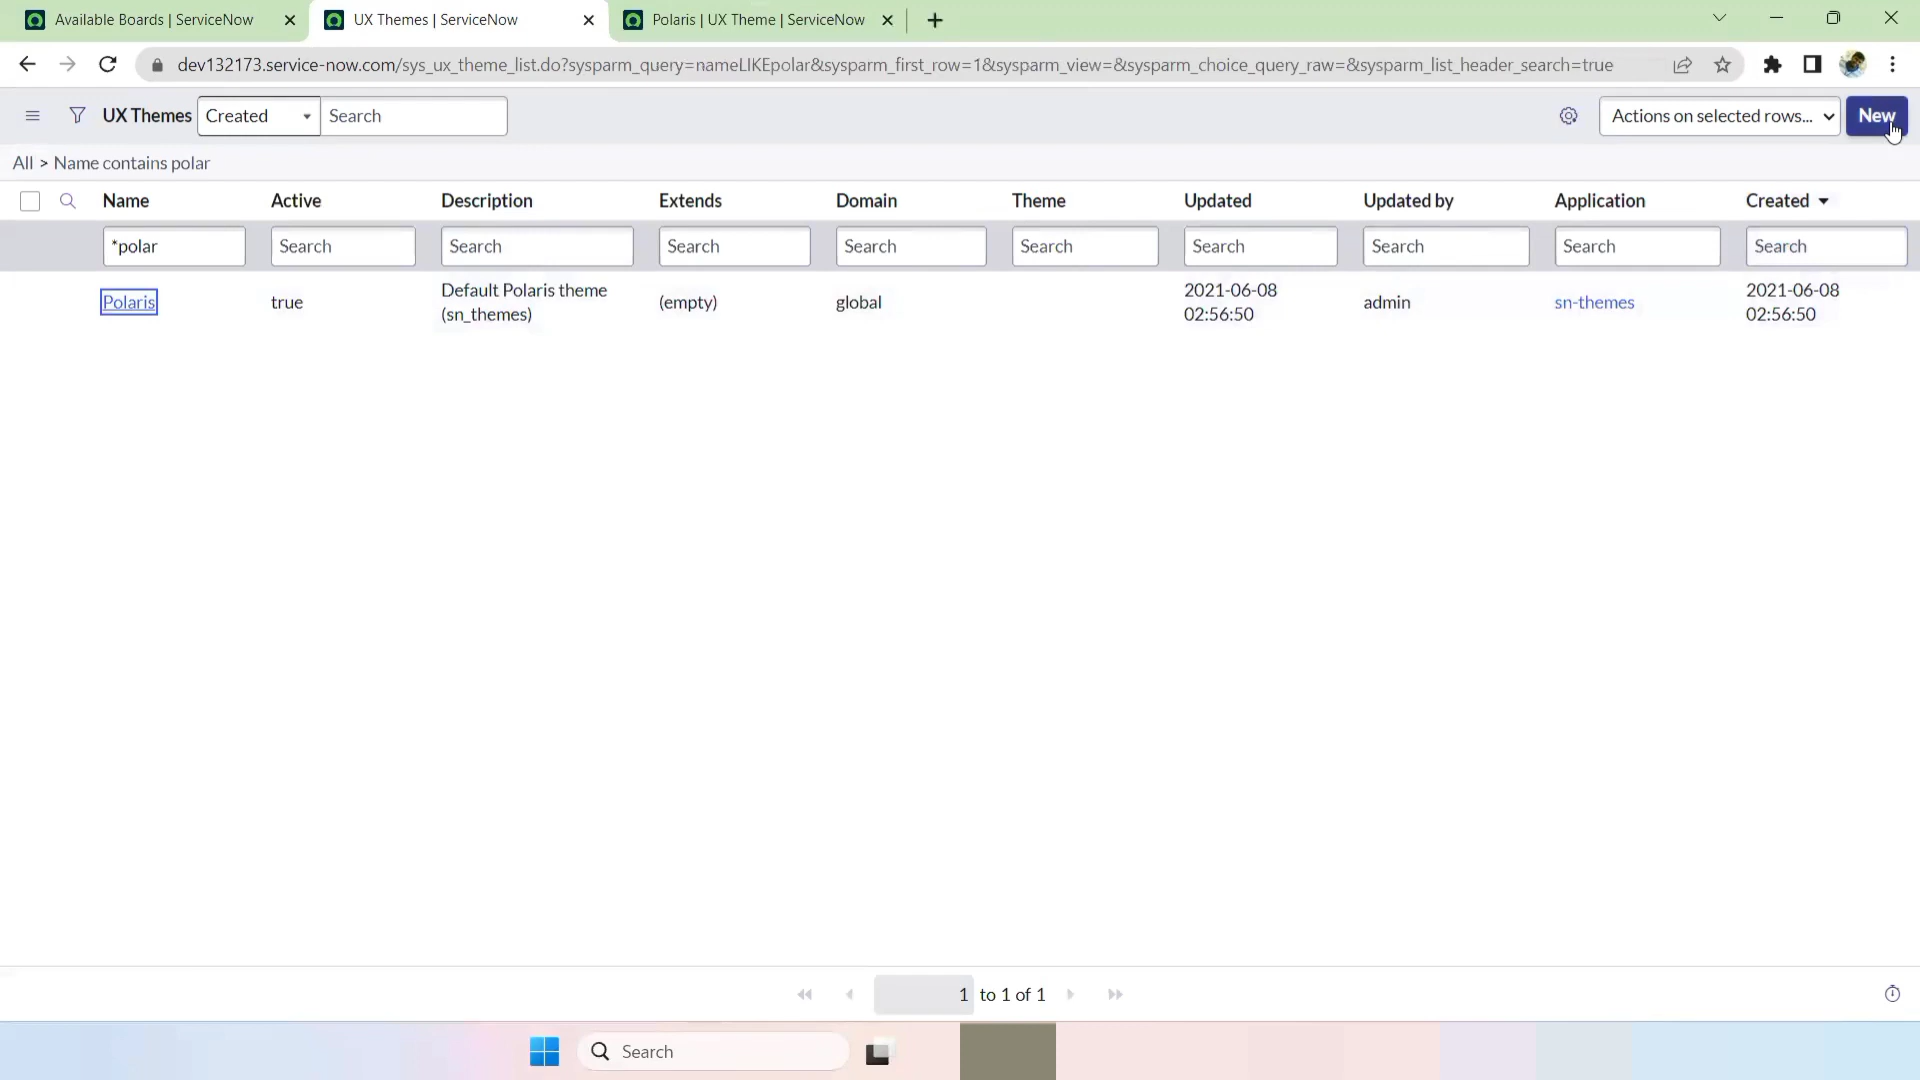 Available Boards | ServiceNow
UX Themes | ServiceNow
Polaris | UX Theme | ServiceNow
dev132173.service-now.com/sys_ux_theme_list.do?sysparm_query=nameLIKEpolar&sysparm_first_row=1&sysparm_view=&sysparm_choice_query_raw=&sysparm_list_header_search=true
UX Themes Created Search Actions on selected rows... New
All > Name contains polar
Name Active Description Extends Domain Theme Updated Updated by Application Created
*polar Search Search Search Search Search Search Search Search Search
Polaris true Default Polaris theme (empty) global 2021-06-08 admin sn-themes 2021-06-08
(sn_themes) 02:56:50 02:56:50
1 to 1 of 1
Search